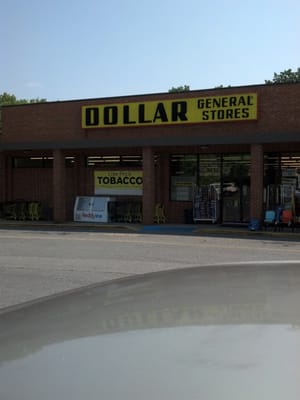 DOLLAR
GENERAL
STORES
TOBACCO